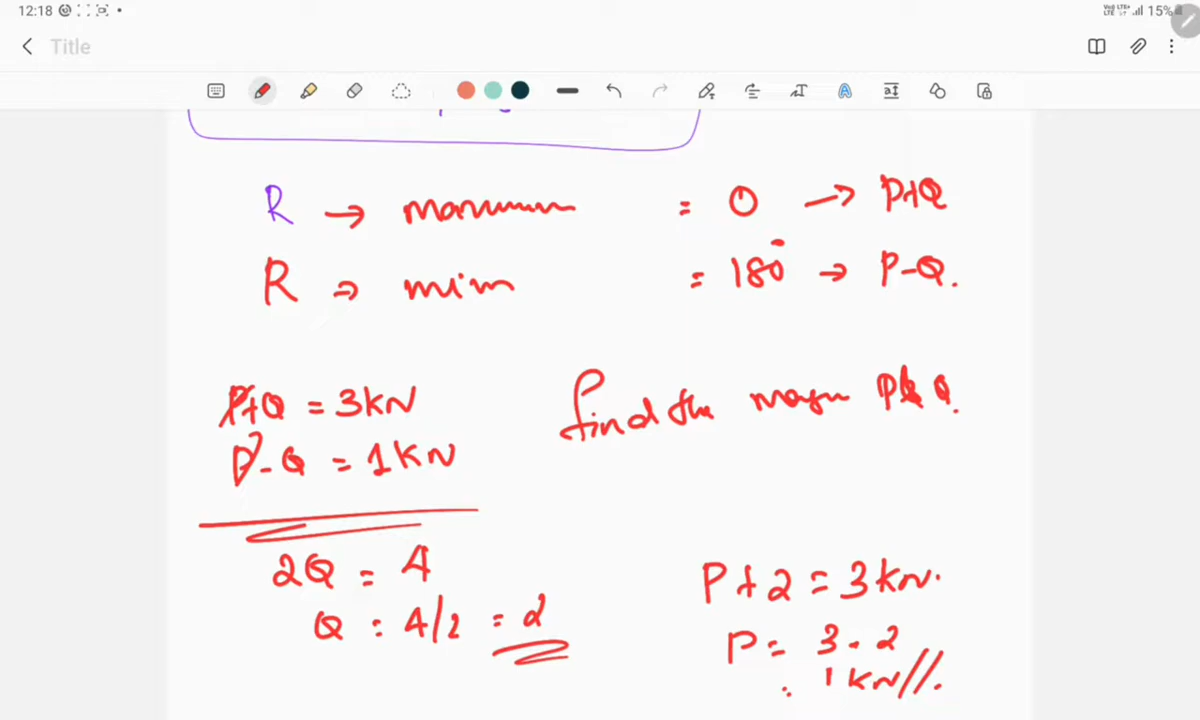 12:18
15%
Title
R → maximum = 0 → P+Q
R ⇒ mim = 180° → P-Q.
P+Q = 3KN find the magn P & Q.
P-Q = 1KN
2Q = 4
Q = 4/2 = 2
P+2 = 3KN.
P = 3-2
= 1KN//.